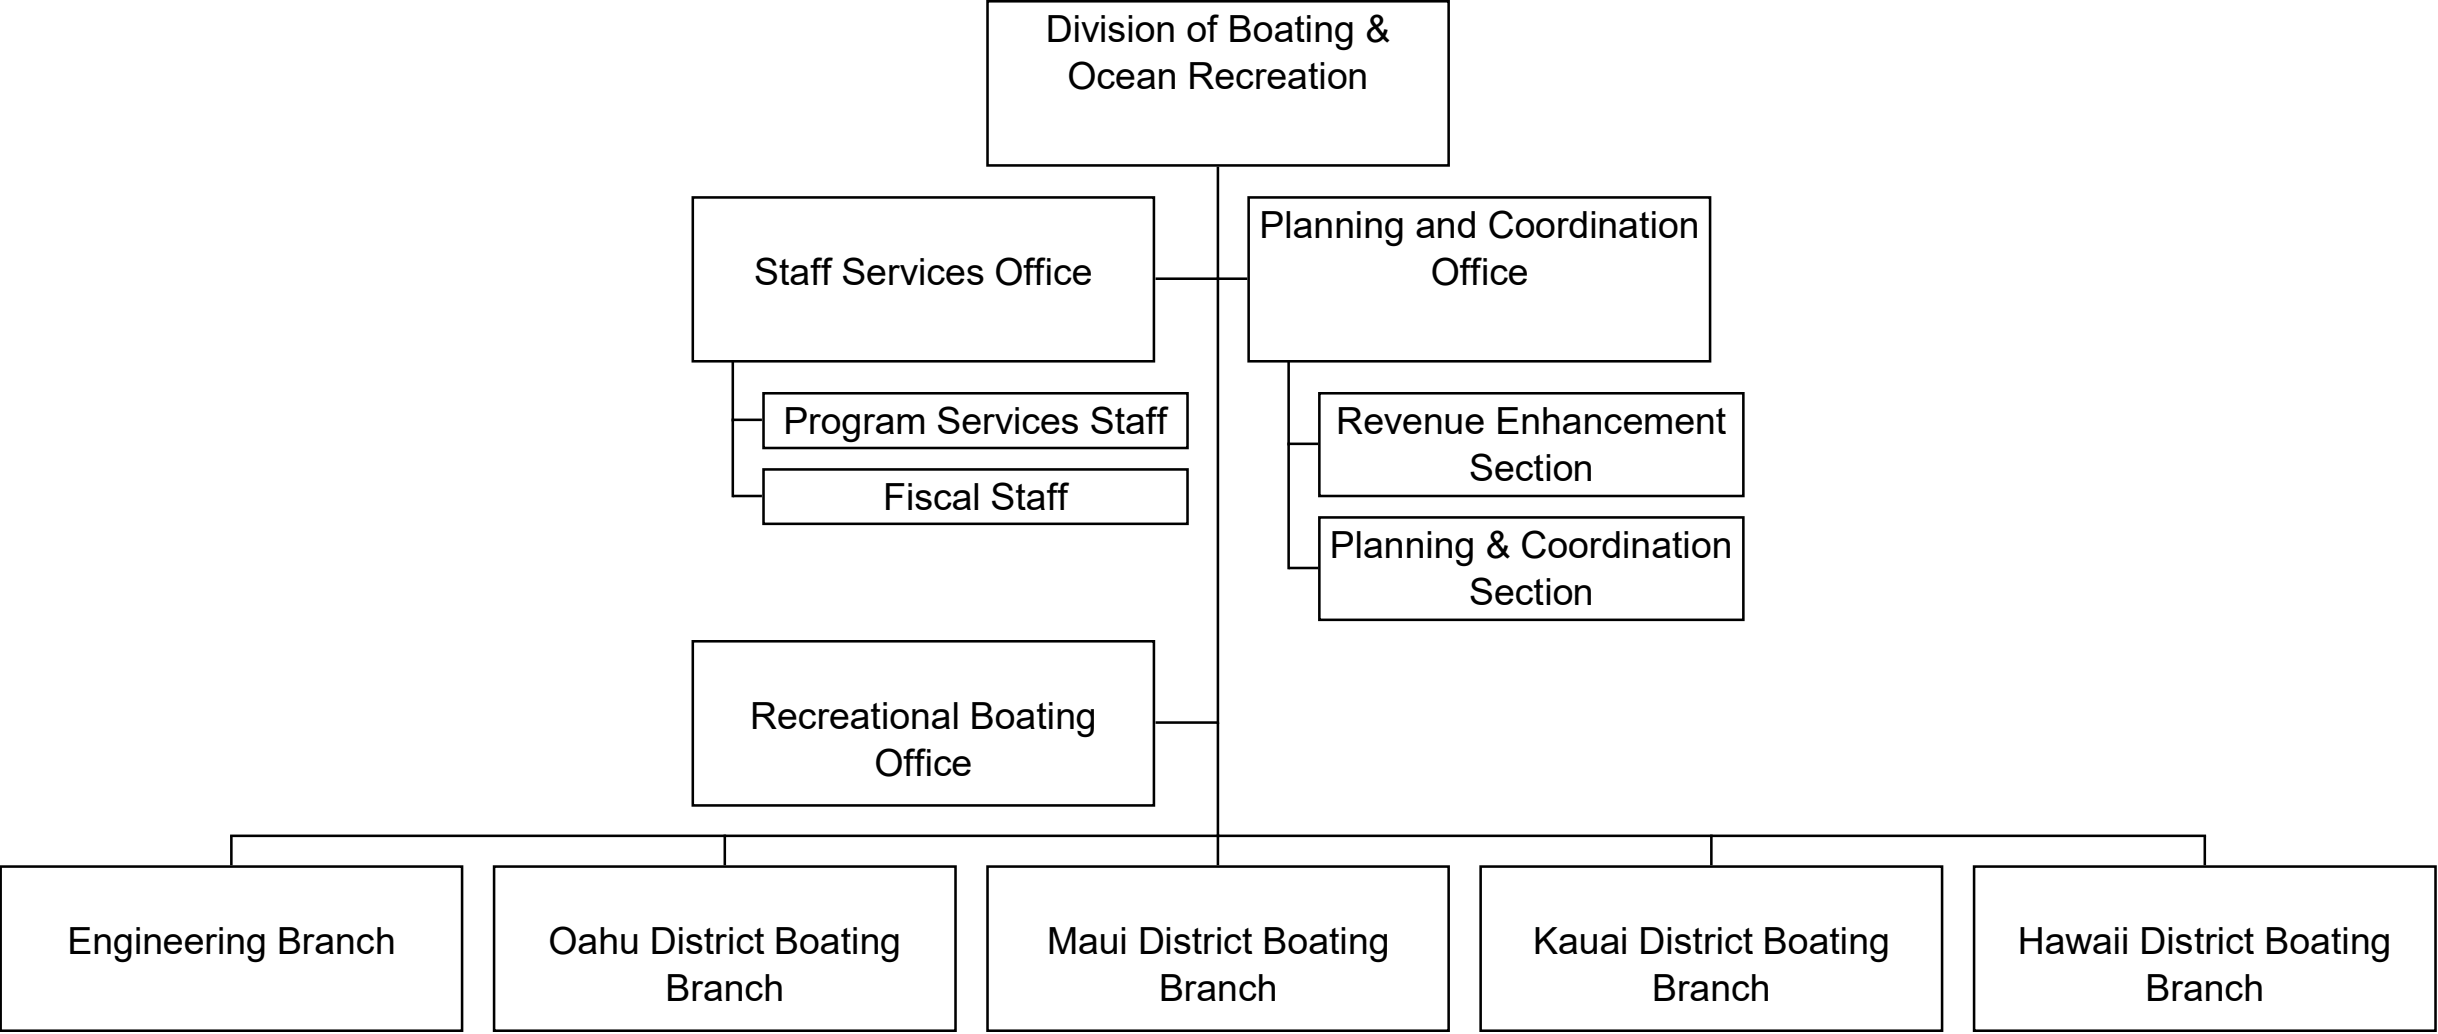 Division of Boating &
Ocean Recreation
Staff Services Office
Planning and Coordination
Office
Program Services Staff
Fiscal Staff
Revenue Enhancement
Section
Planning & Coordination
Section
Recreational Boating
Office
Engineering Branch
Oahu District Boating
Branch
Maui District Boating
Branch
Kauai District Boating
Branch
Hawaii District Boating
Branch